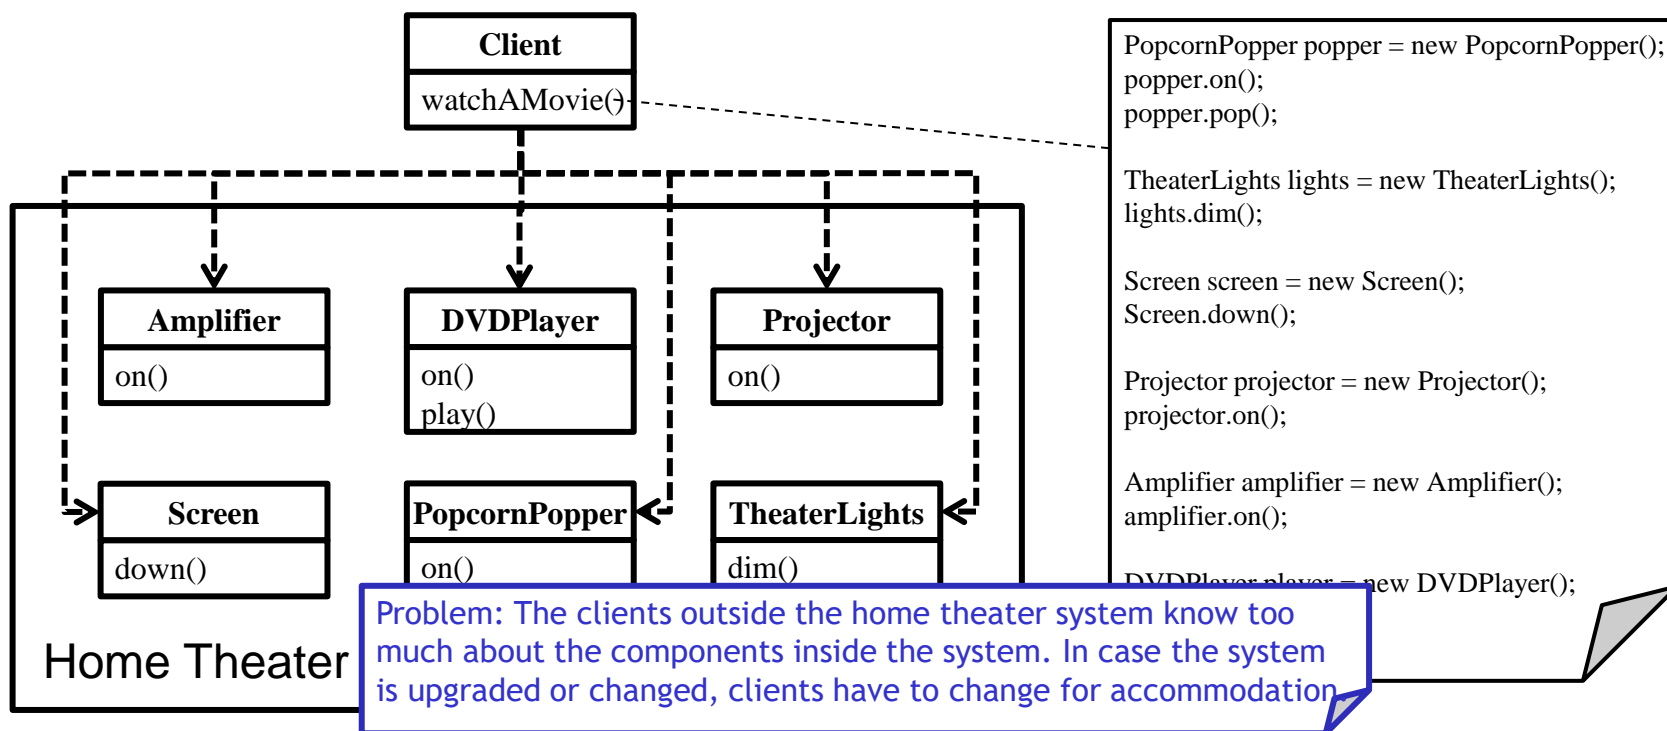 Client
watchAMovie()
Amplifier
on()
DVDPlayer
on()
play()
Projector
on()
Screen
down()
PopcornPopper
on()
TheaterLights
dim()
Home Theater
PopcornPopper popper = new PopcornPopper();
popper.on();
popper.pop();
TheaterLights lights = new TheaterLights();
lights.dim();
Screen screen = new Screen();
Screen.down();
Projector projector = new Projector();
projector.on();
Amplifier amplifier = new Amplifier();
amplifier.on();
DVDPlayer player = new DVDPlayer();
Problem: The clients outside the home theater system know too
much about the components inside the system. In case the system
is upgraded or changed, clients have to change for accommodation.